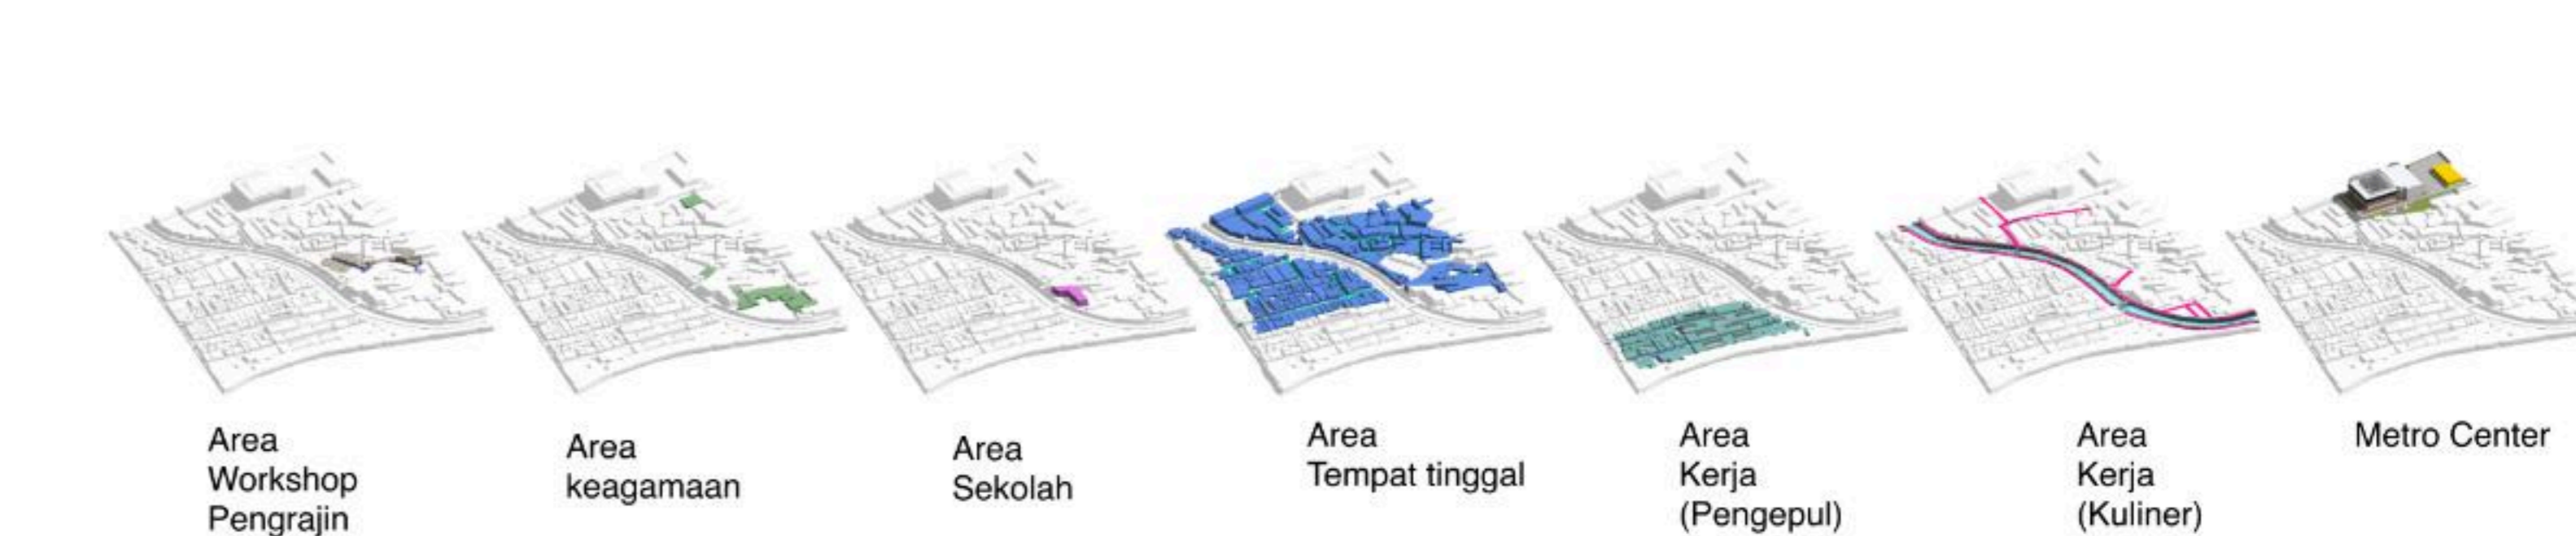 Area
Workshop
Pengrajin
Area
keagamaan
Area
Sekolah
Area
Tempat tinggal
Area
Kerja
(Pengepul)
Area
Kerja
(Kuliner)
Metro Center